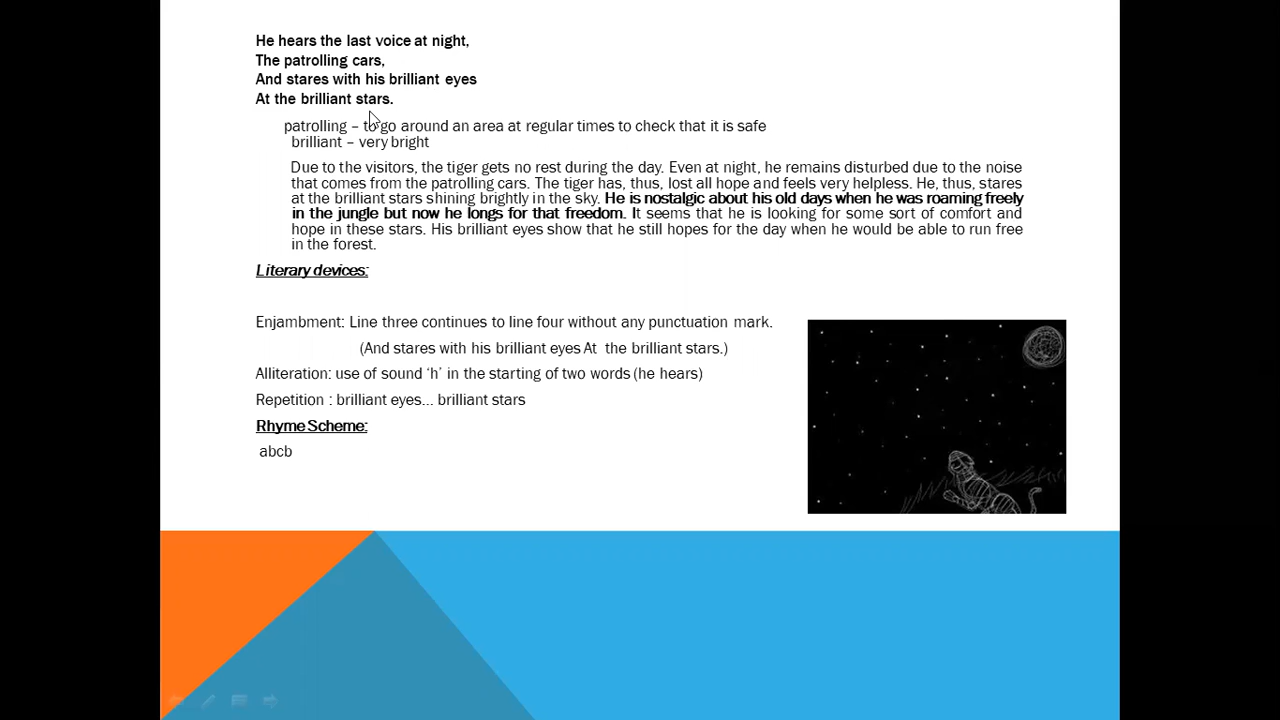 He hears the last voice at night,
The patrolling cars,
And stares with his brilliant eyes
At the brilliant stars.
patrolling – to go around an area at regular times to check that it is safe
brilliant – very bright
Due to the visitors, the tiger gets no rest during the day. Even at night, he remains disturbed due to the noise
that comes from the patrolling cars. The tiger has, thus, lost all hope and feels very helpless. He, thus, stares
at the brilliant stars shining brightly in the sky. He is nostalgic about his old days when he was roaming freely
in the jungle but now he longs for that freedom. It seems that he is looking for some sort of comfort and
hope in these stars. His brilliant eyes show that he still hopes for the day when he would be able to run free
in the forest.
Literary devices:
Enjambment: Line three continues to line four without any punctuation mark.
(And stares with his brilliant eyes At the brilliant stars.)
Alliteration: use of sound ‘h’ in the starting of two words (he hears)
Repetition : brilliant eyes... brilliant stars
Rhyme Scheme:
abcb